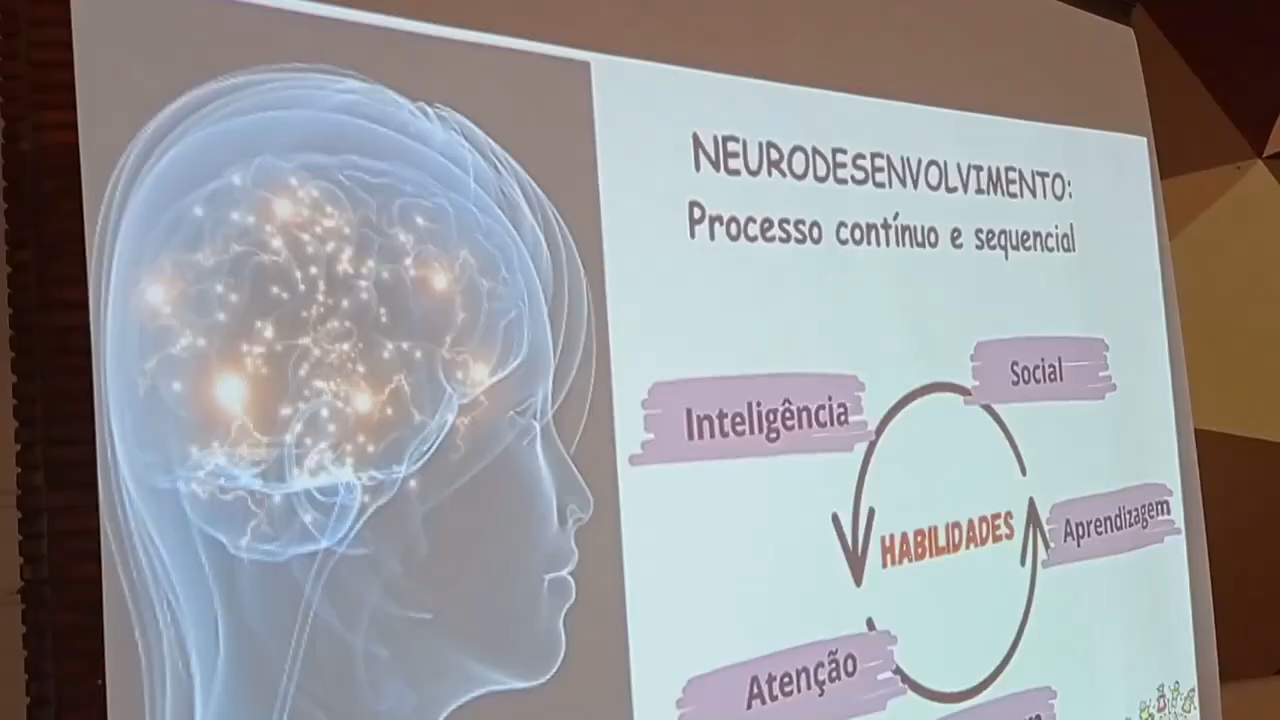 NEURODESENVOLVIMENTO:
Processo contínuo e sequencial
Social
Inteligência
Aprendizagem
HABILIDADES
Atenção